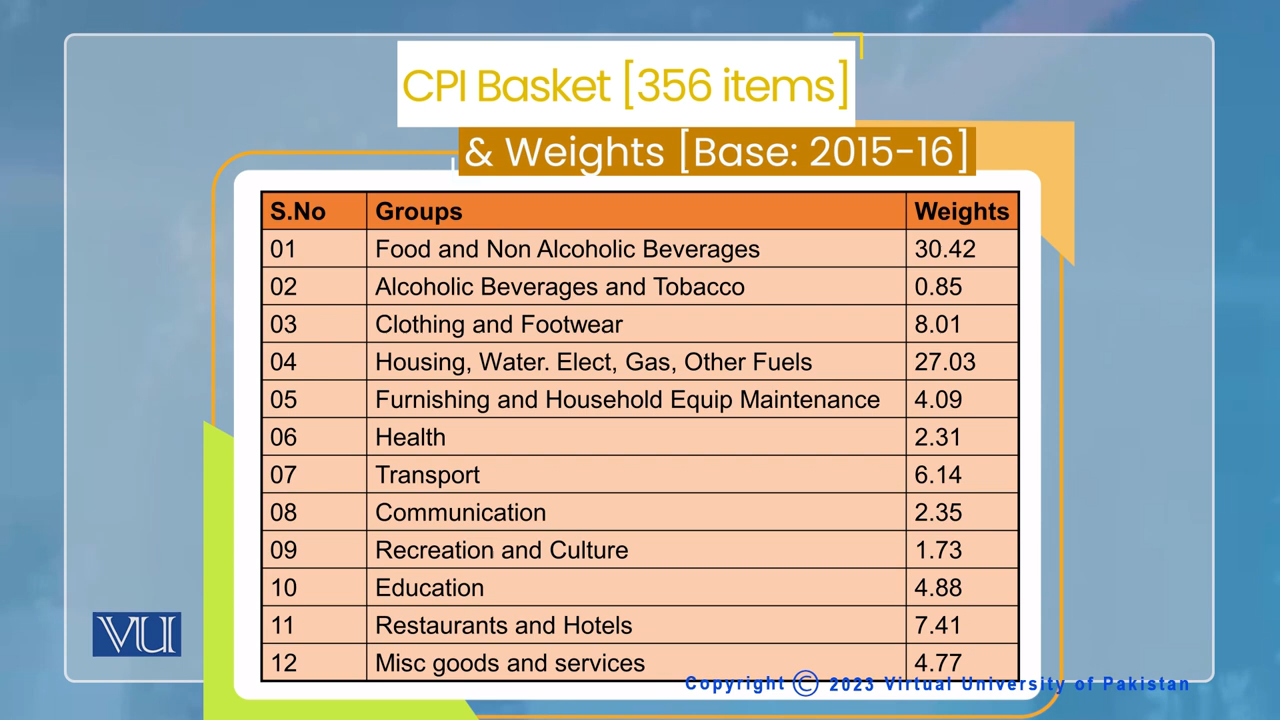 CPI Basket [356 items]
& Weights [Base: 2015-16]
S.No Groups Weights
01 Food and Non Alcoholic Beverages 30.42
02 Alcoholic Beverages and Tobacco 0.85
03 Clothing and Footwear 8.01
04 Housing, Water. Elect, Gas, Other Fuels 27.03
05 Furnishing and Household Equip Maintenance 4.09
06 Health 2.31
07 Transport 6.14
08 Communication 2.35
09 Recreation and Culture 1.73
10 Education 4.88
11 Restaurants and Hotels 7.41
12 Misc goods and services 4.77
VU
Copyright © 2023 Virtual University of Pakistan